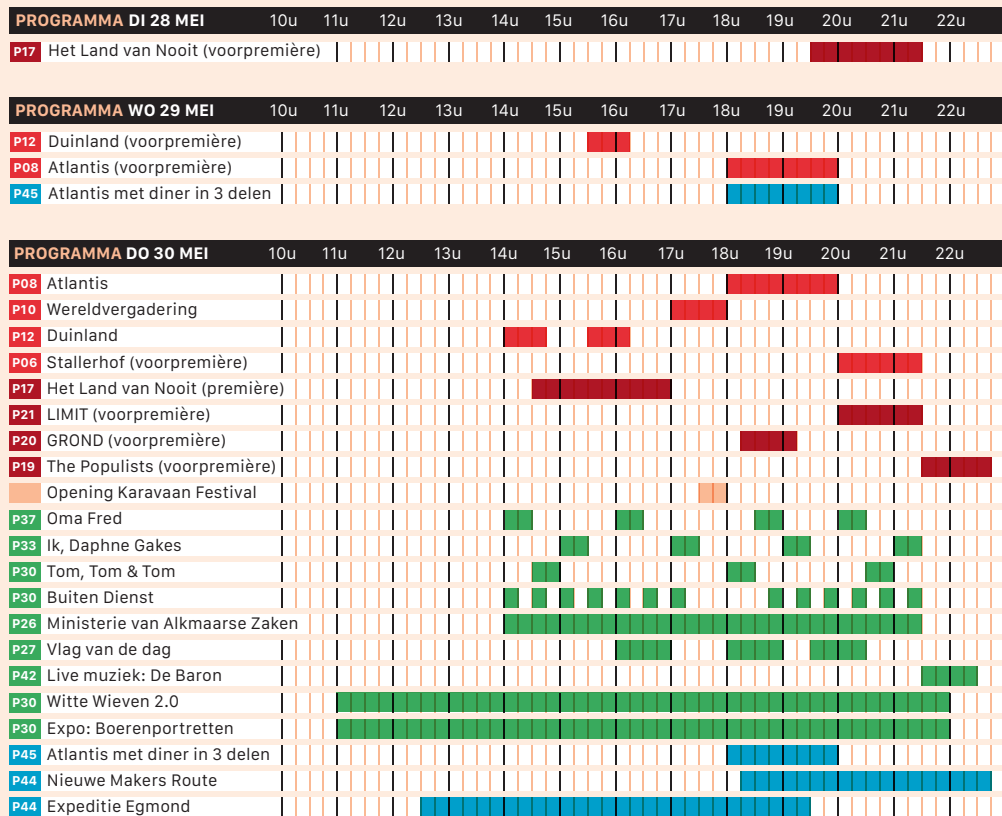 PROGRAMMA DI 28 MEI 10u 11u 12u 13u 14u 15u 16u 17u 18u 19u 20u 21u 22u
P17 Het Land van Nooit (voorpremière)
PROGRAMMA WO 29 MEI 10u 11u 12u 13u 14u 15u 16u 17u 18u 19u 20u 21u 22u
P12 Duinland (voorpremière)
P08 Atlantis (voorpremière)
P45 Atlantis met diner in 3 delen
PROGRAMMA DO 30 MEI 10u 11u 12u 13u 14u 15u 16u 17u 18u 19u 20u 21u 22u
P08 Atlantis
P10 Wereldvergadering
P12 Duinland
P06 Stallerhof (voorpremière)
P17 Het Land van Nooit (première)
P21 LIMIT (voorpremière)
P20 GROND (voorpremière)
P19 The Populists (voorpremière)
Opening Karavaan Festival
P37 Oma Fred
P33 Ik, Daphne Gakes
P30 Tom, Tom & Tom
P30 Buiten Dienst
P26 Ministerie van Alkmaarse Zaken
P27 Vlag van de dag
P42 Live muziek: De Baron
P30 Witte Wieven 2.0
P30 Expo: Boerenportretten
P45 Atlantis met diner in 3 delen
P44 Nieuwe Makers Route
P44 Expeditie Egmond